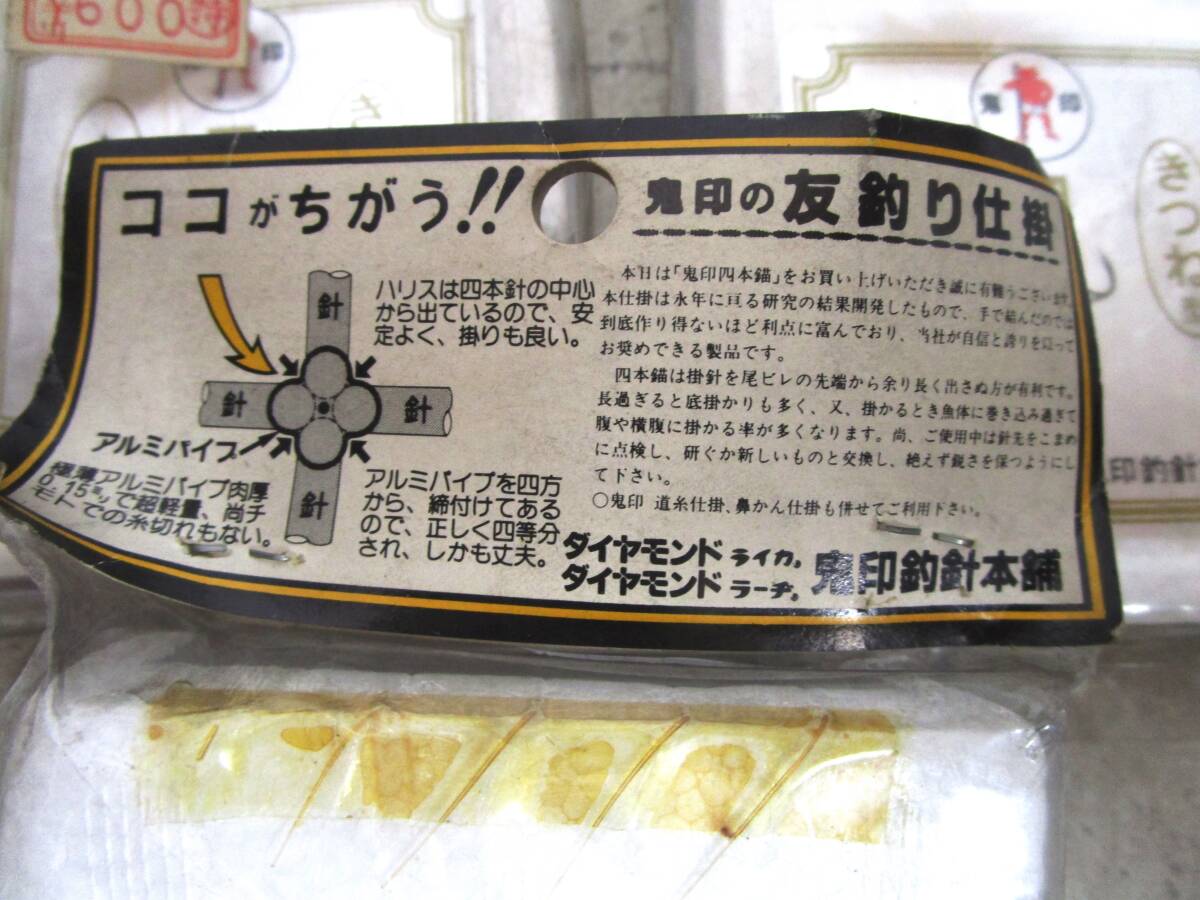 600
き
鬼 印
きつね
印釣針
ココがちがう!!
ハリスは四本針の中心
から出ているので、安
定よく、掛りも良い。
針
針
針
針
アルミパイプ
極薄アルミパイプ肉厚
0.15㍉で超軽量、尚チ
モトでの糸切れもない。
アルミパイプを四方
から、締付けてある
ので、正しく四等分
され、しかも丈夫。
鬼印の友釣り仕掛
本日は「鬼印四本錨」をお買い上げいただき誠に有難うございます。
本仕掛は永年に亘る研究の結果開発したもので、手で結んだのでは
到底作り得ないほど利点に富んでおり、当社が自信と誇りを以って
お奨めできる製品です。
四本錨は掛針を尾ビレの先端から余り長く出さぬ方が有利です。
長過ぎると底掛かりも多く、又、掛かるとき魚体に巻き込み過ぎて
腹や横腹に掛かる率が多くなります。尚、ご使用中は針先をこまめ
に点検し、研ぐか新しいものと交換し、絶えず鋭さを保つようにし
て下さい。
○鬼印 道糸仕掛、鼻かん仕掛も併せてご利用下さい。
ダイヤモンド ライカ。
ダイヤモンド ラーヂ。
鬼印釣針本舗